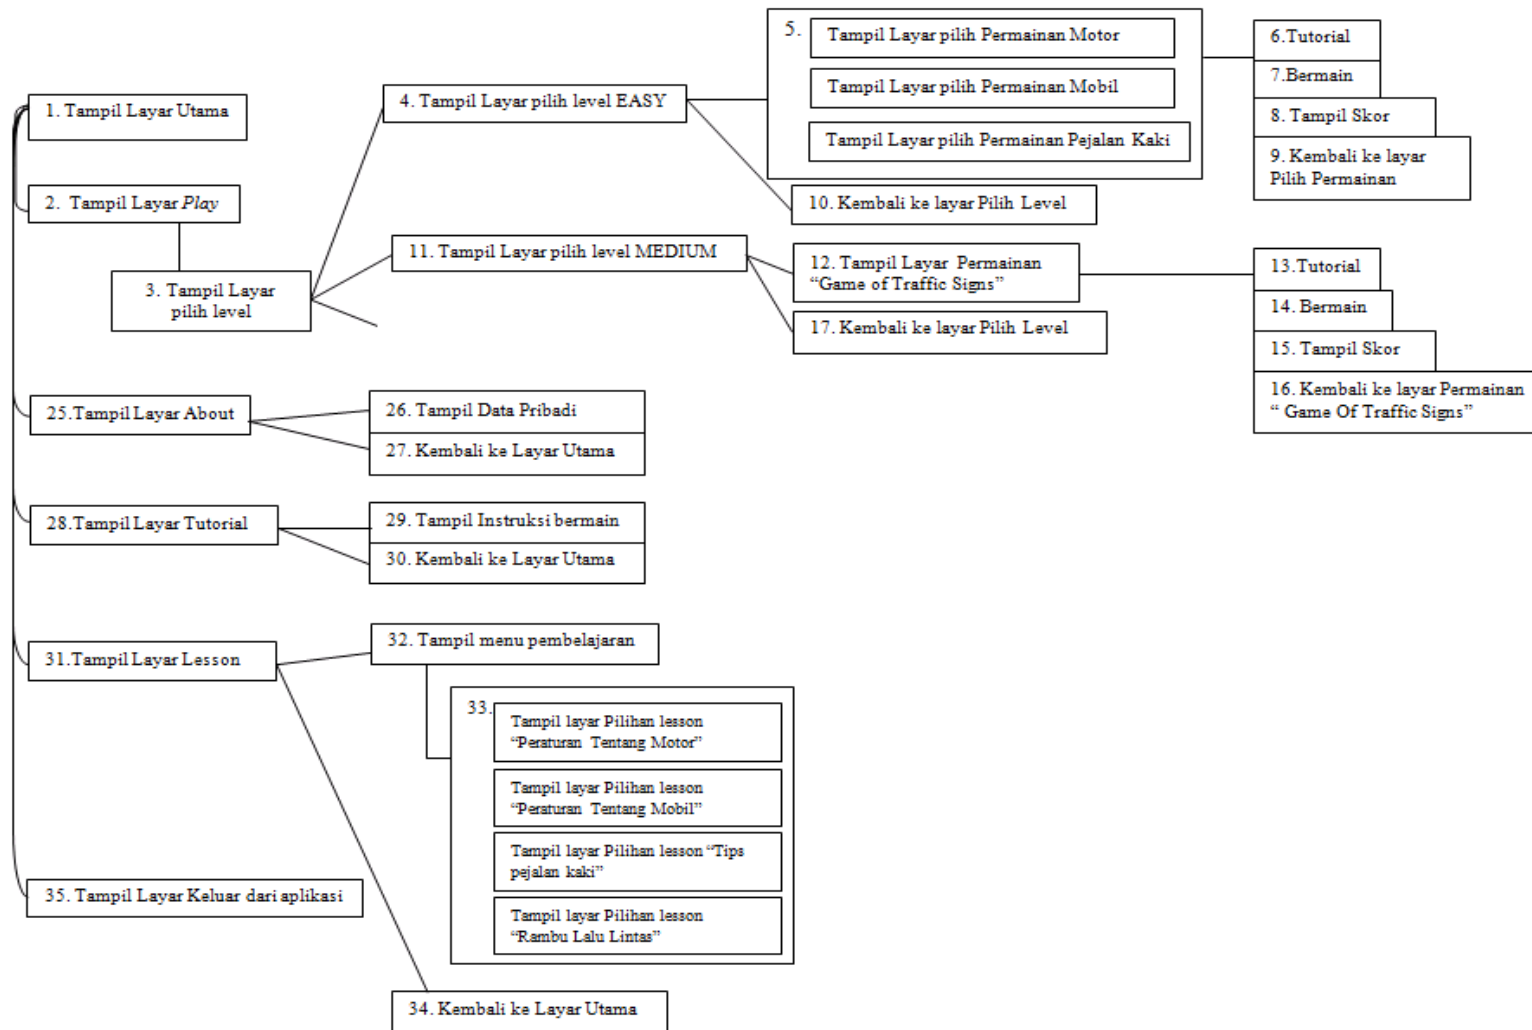 1. Tampil Layar Utama
2. Tampil Layar Play
3. Tampil Layar
pilih level
4. Tampil Layar pilih level EASY
5.
Tampil Layar pilih Permainan Motor
Tampil Layar pilih Permainan Mobil
Tampil Layar pilih Permainan Pejalan Kaki
6.Tutorial
7.Bermain
8. Tampil Skor
9. Kembali ke layar
Pilih Permainan
10. Kembali ke layar Pilih Level
11. Tampil Layar pilih level MEDIUM
12. Tampil Layar Permainan
“Game of Traffic Signs”
13.Tutorial
14. Bermain
15. Tampil Skor
16. Kembali ke layar Permainan
“ Game Of Traffic Signs”
17. Kembali ke layar Pilih Level
25.Tampil Layar About
26. Tampil Data Pribadi
27. Kembali ke Layar Utama
28.Tampil Layar Tutorial
29. Tampil Instruksi bermain
30. Kembali ke Layar Utama
31.Tampil Layar Lesson
32. Tampil menu pembelajaran
33.
Tampil layar Pilihan lesson
“Peraturan Tentang Motor”
Tampil layar Pilihan lesson
“Peraturan Tentang Mobil”
Tampil layar Pilihan lesson “Tips
pejalan kaki”
Tampil layar Pilihan lesson
“Rambu Lalu Lintas”
34. Kembali ke Layar Utama
35. Tampil Layar Keluar dari aplikasi